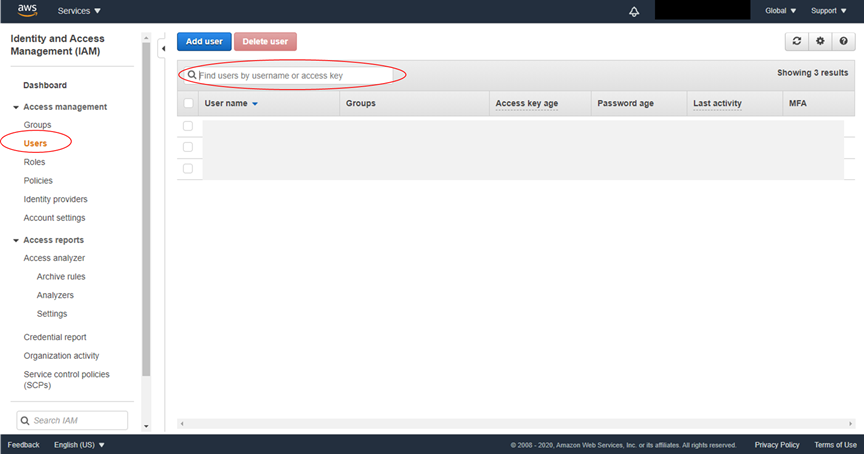 aws
Services
Global
Support
Identity and Access
Management (IAM)
Dashboard
Access management
Groups
Users
Roles
Policies
Identity providers
Account settings
Access reports
Access analyzer
Archive rules
Analyzers
Settings
Credential report
Organization activity
Service control policies
(SCPs)
Search IAM
Add user
Delete user
Find users by username or access key
Showing 3 results
User name
Groups
Access key age
Password age
Last activity
MFA
Feedback
English (US)
© 2008 - 2020, Amazon Web Services, Inc. or its affiliates. All rights reserved.
Privacy Policy
Terms of Use